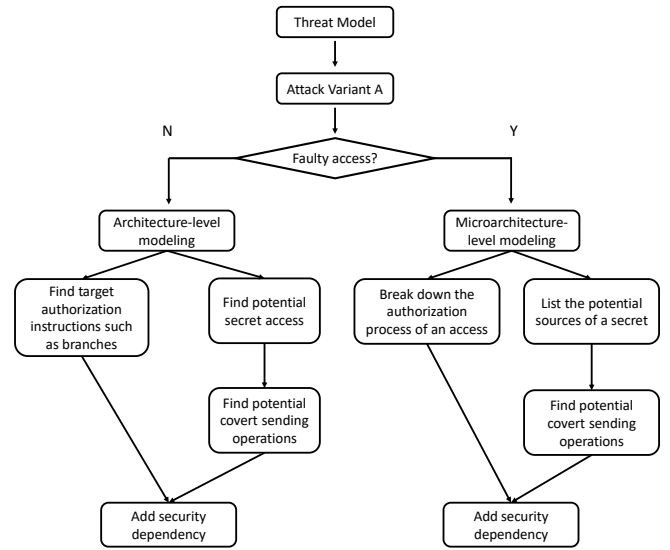 Threat Model
Attack Variant A
N
Y
Faulty access?
Architecture-level
modeling
Microarchitecture-
level modeling
Find target
authorization
instructions such
as branches
Find potential
secret access
Break down the
authorization
process of an access
List the potential
sources of a secret
Find potential
covert sending
operations
Find potential
covert sending
operations
Add security
dependency
Add security
dependency